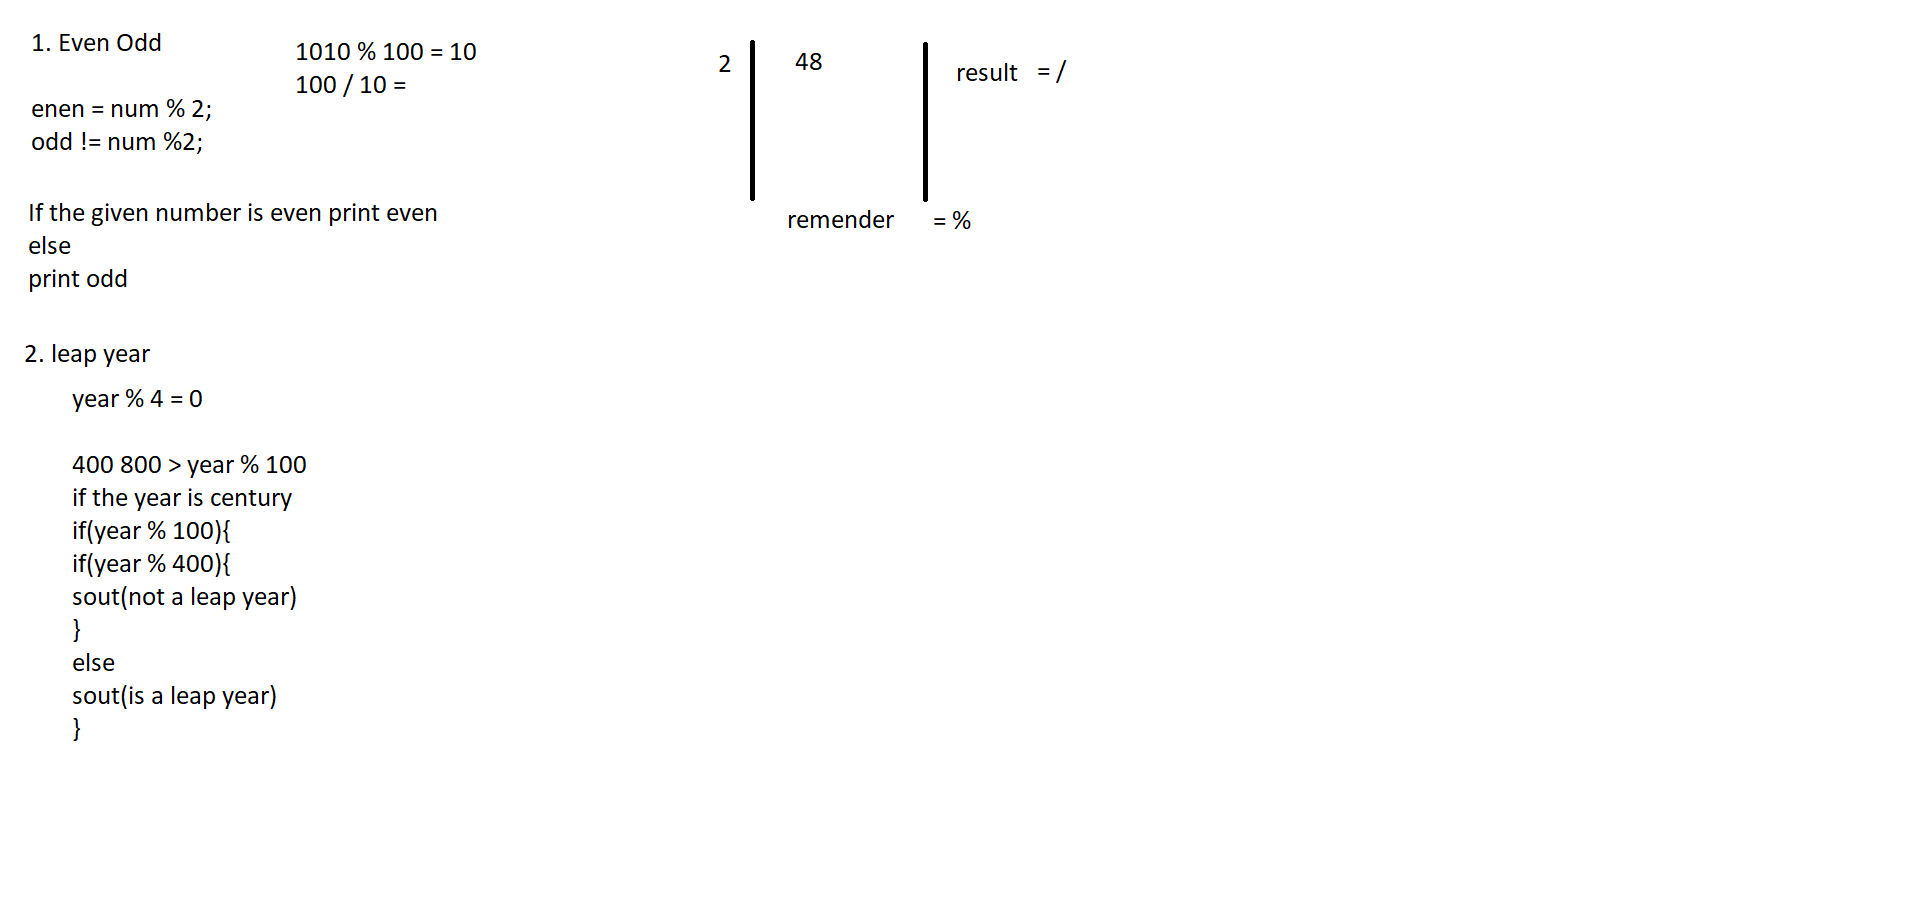 1. Even Odd
1010 % 100 = 10
100 / 10 =
enen = num % 2;
odd != num %2;
If the given number is even print even
else
print odd
2 48 result = /
remender = %
2. leap year
year % 4 = 0
400 800 > year % 100
if the year is century
if(year % 100){
if(year % 400){
sout(not a leap year)
}
else
sout(is a leap year)
}